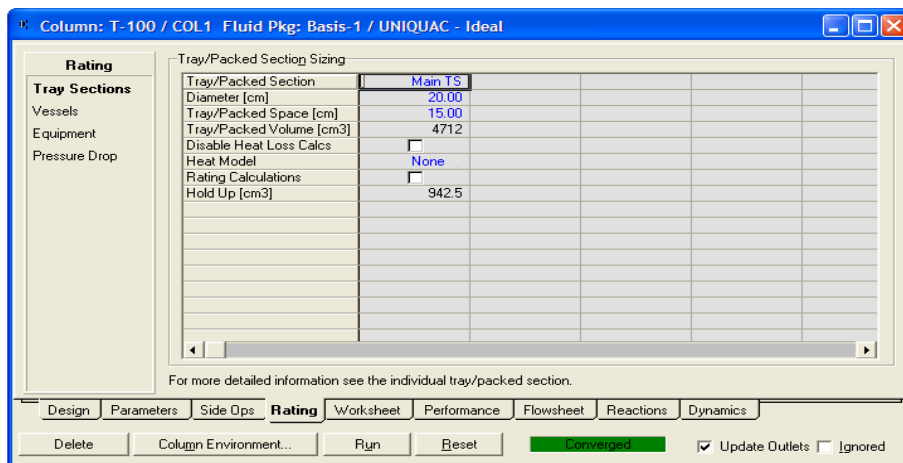 Column: T-100 / COL1 Fluid Pkg: Basis-1 / UNIQUAC - Ideal
Rating
Tray Sections
Vessels
Equipment
Pressure Drop
Tray/Packed Section Sizing
Tray/Packed Section Main TS
Diameter [cm] 20.00
Tray/Packed Space [cm] 15.00
Tray/Packed Volume [cm3] 4712
Disable Heat Loss Calcs
Heat Model None
Rating Calculations
Hold Up [cm3] 942.5
For more detailed information see the individual tray/packed section.
Design Parameters Side Ops Rating Worksheet Performance Flowsheet Reactions Dynamics
Delete Column Environment... Run Reset Converged Update Outlets Ignored